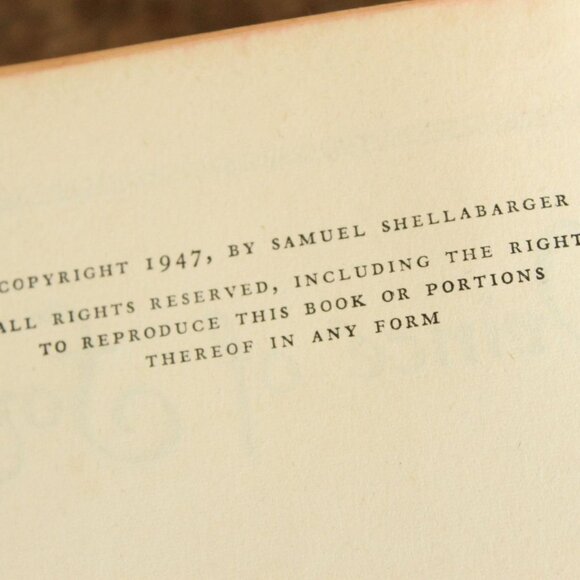 COPYRIGHT 1947, BY SAMUEL SHELLABARGER
ALL RIGHTS RESERVED, INCLUDING THE RIGHT
TO REPRODUCE THIS BOOK OR PORTIONS
THEREOF IN ANY FORM